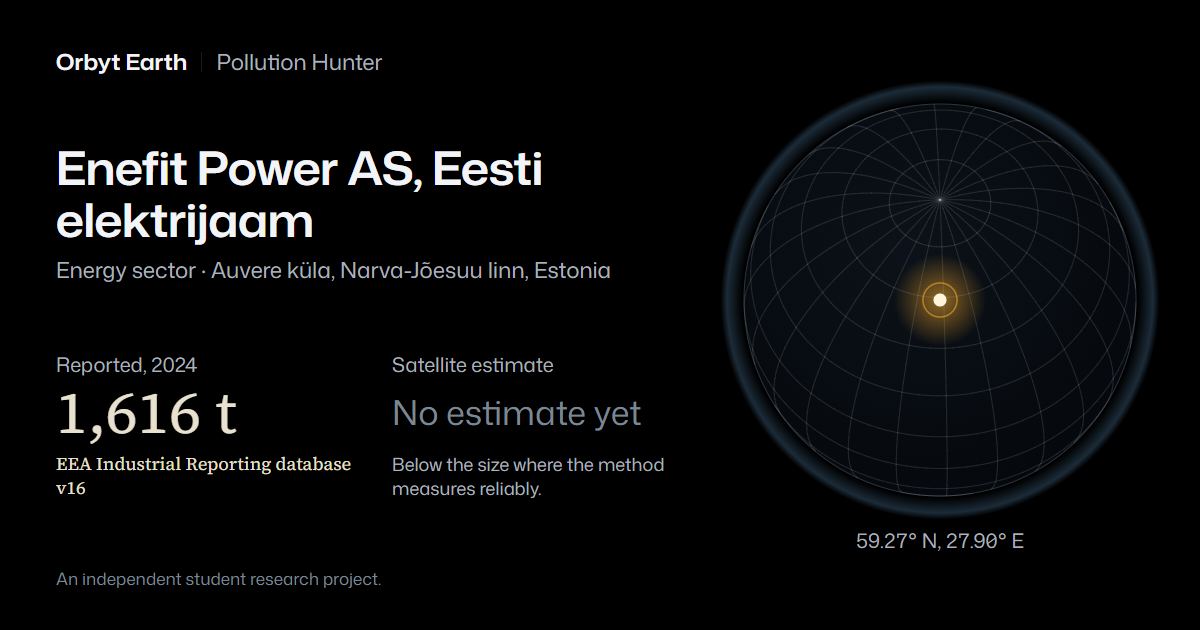 Orbyt Earth | Pollution Hunter
Enefit Power AS, Eesti
elektrijaam
Energy sector · Auvere küla, Narva-Jõesuu linn, Estonia
Reported, 2024
1,616 t
EEA Industrial Reporting database
v16
Satellite estimate
No estimate yet
Below the size where the method
measures reliably.
59.27° N, 27.90° E
An independent student research project.